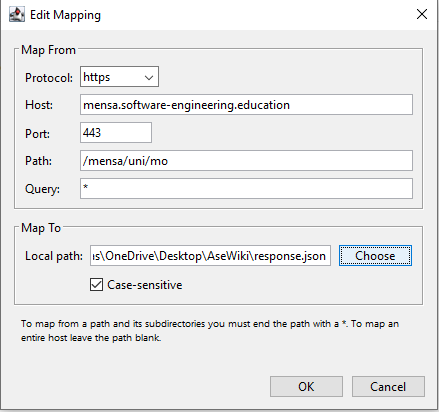 Edit Mapping
Map From
Protocol: https
Host: mensa.software-engineering.education
Port: 443
Path: /mensa/uni/mo
Query: *
Map To
Local path: \OneDrive\Desktop\AseWiki\response.json Choose
Case-sensitive
To map from a path and its subdirectories you must end the path with a *. To map an
entire host leave the path blank.
OK Cancel